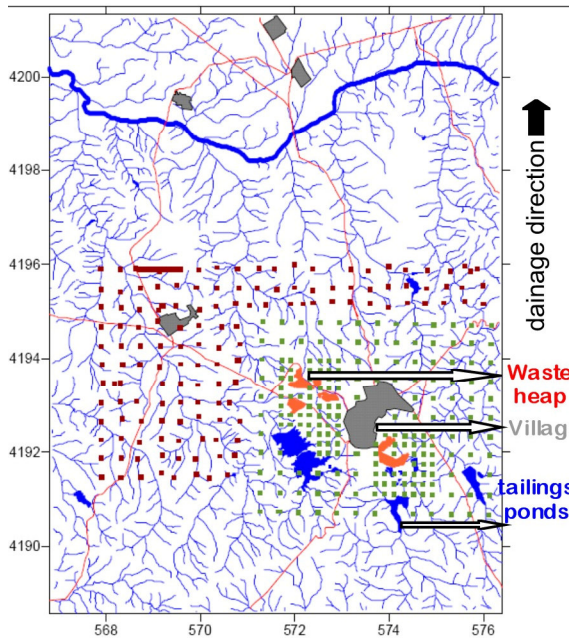 4200
4198
4196
4194
4192
4190
568
570
572
574
576
dainage direction
Waste
heap
Villag
tailings
ponds